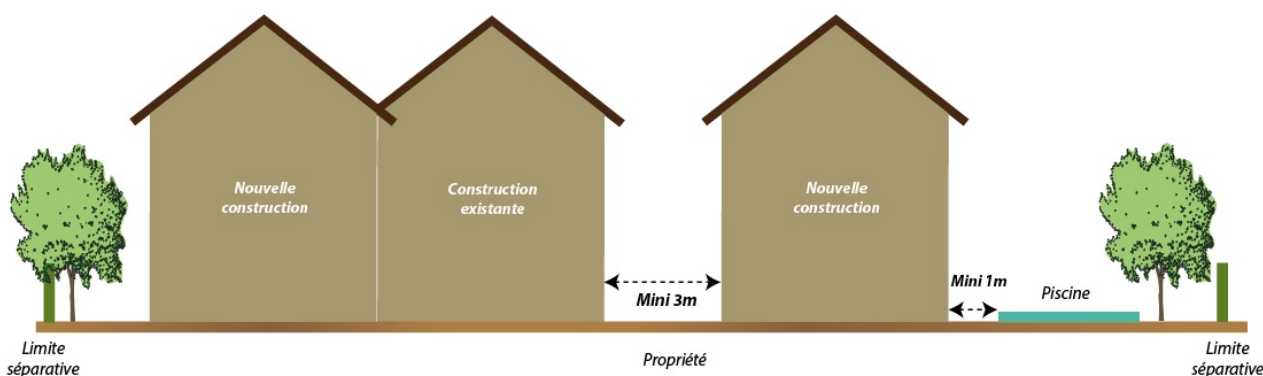 Nouvelle
construction
Construction
existante
Nouvelle
construction
Mini 3m
Mini 1m
Piscine
Limite
séparative
Propriété
Limite
séparative